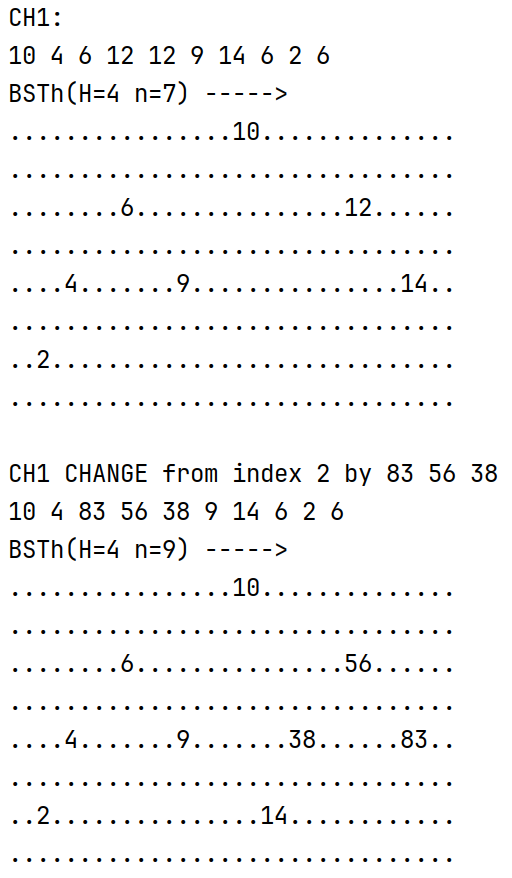 CH1:
10 4 6 12 12 9 14 6 2 6
BSTh(H=4 n=7) ----->
................10..............
................................
........6...............12......
................................
....4.......9...............14..
................................
..2.............................
................................
CH1 CHANGE from index 2 by 83 56 38
10 4 83 56 38 9 14 6 2 6
BSTh(H=4 n=9) ----->
................10..............
................................
........6...............56......
................................
....4.......9.......38......83..
................................
..2...............14............
................................